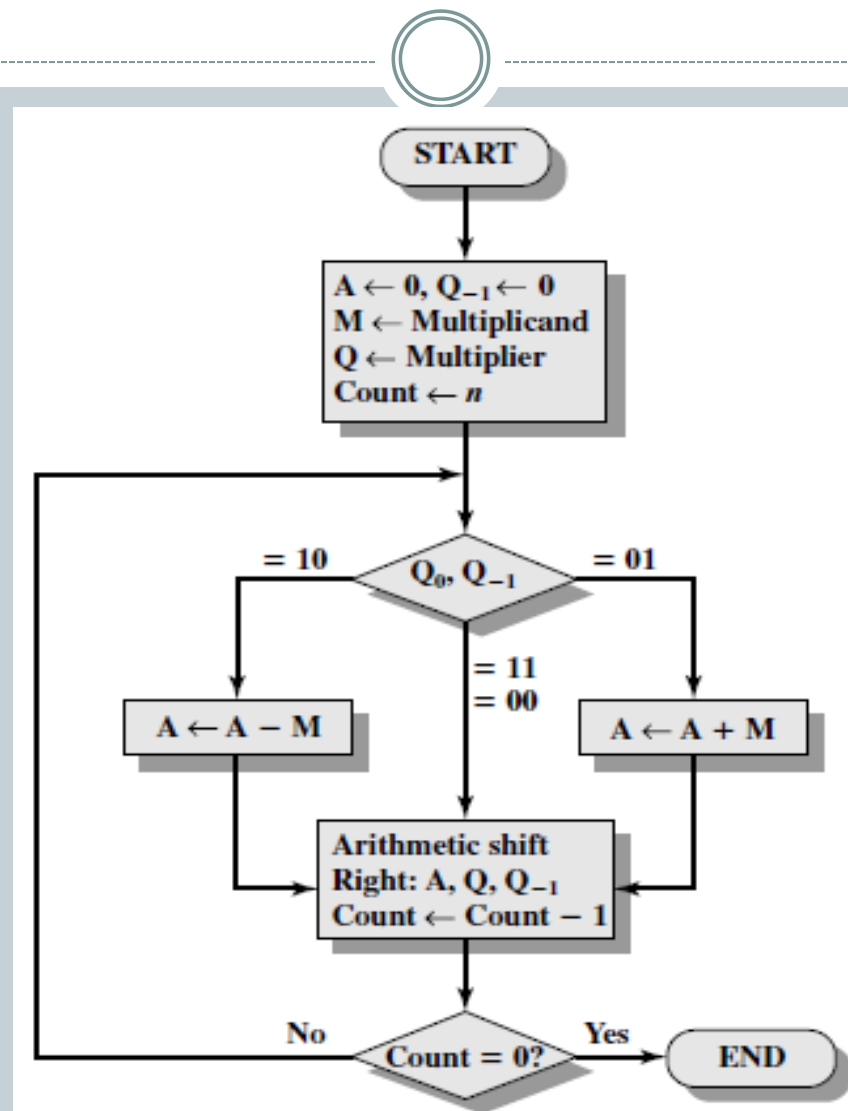 START
A ← 0, Q₋₁ ← 0
M ← Multiplicand
Q ← Multiplier
Count ← n
= 10
Q₀, Q₋₁
= 01
= 11
= 00
A ← A − M
A ← A + M
Arithmetic shift
Right: A, Q, Q₋₁
Count ← Count − 1
No
Count = 0?
Yes
END